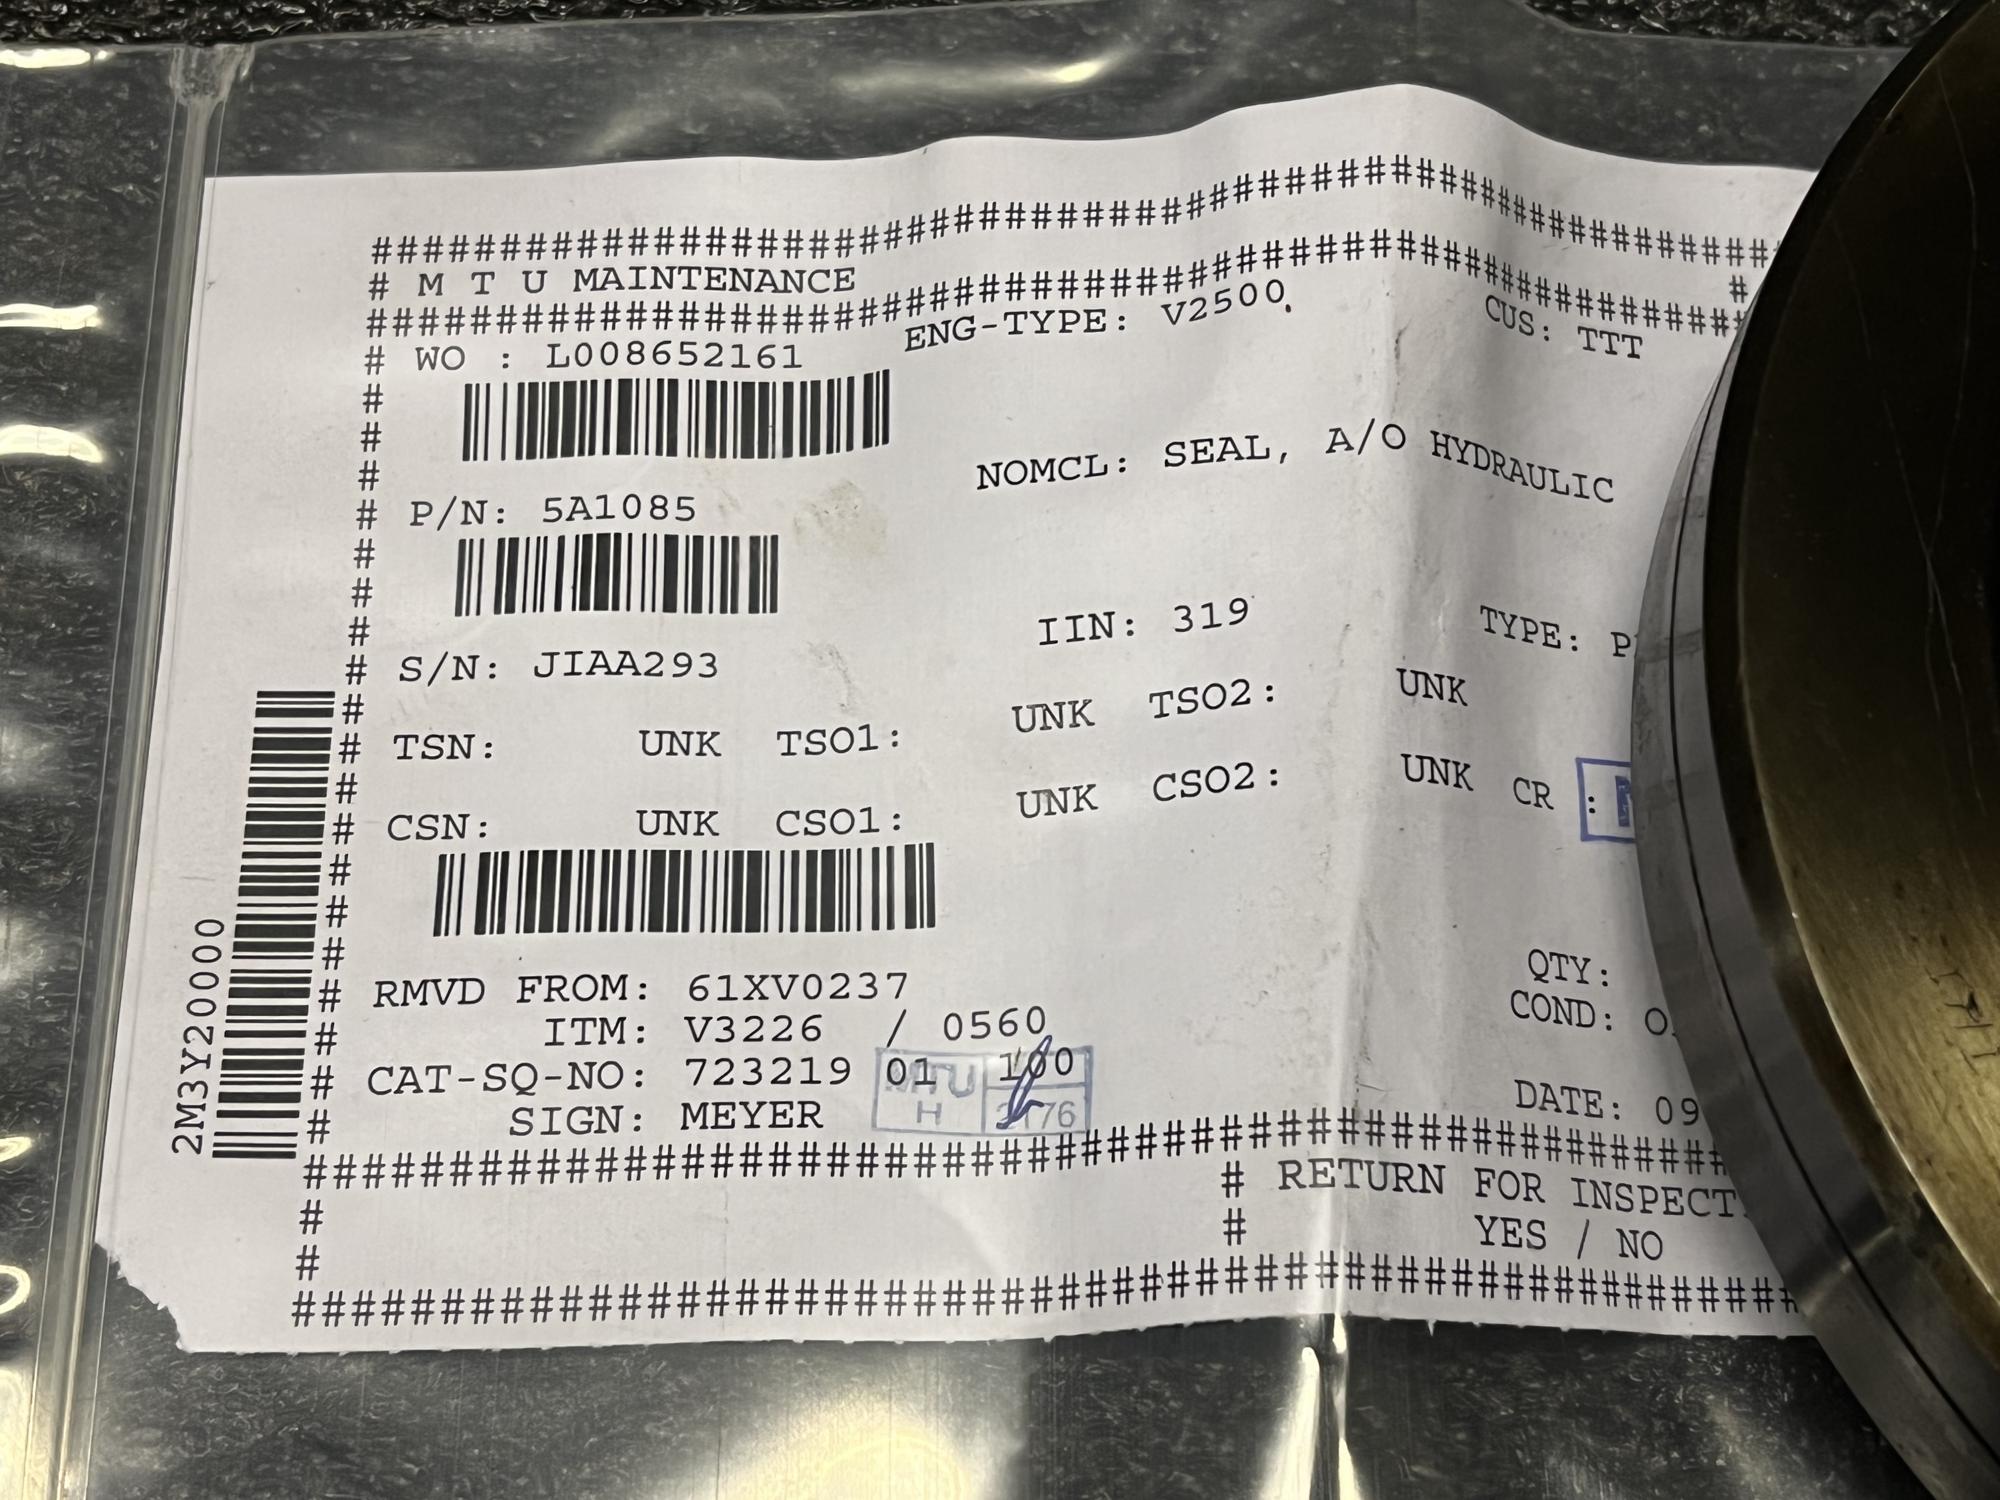 ##################################################
# M T U MAINTENANCE #
##################################################
# WO : L008652161 ENG-TYPE: V2500 CUS: TTT
#
#
# NOMCL: SEAL, A/O HYDRAULIC
# P/N: 5A1085
#
#
# IIN: 319 TYPE:
# S/N: JIAA293
#
# TSN: UNK TSO1: UNK TSO2: UNK
#
# CSN: UNK CSO1: UNK CSO2: UNK CR :
#
#
# QTY:
# RMVD FROM: 61XV0237 COND:
# ITM: V3226 / 0560
# CAT-SQ-NO: 723219 01 100
# SIGN: MEYER DATE: 09
MTU
H
##################################################
# # RETURN FOR
# # YES / NO
##################################################
2M3Y20000